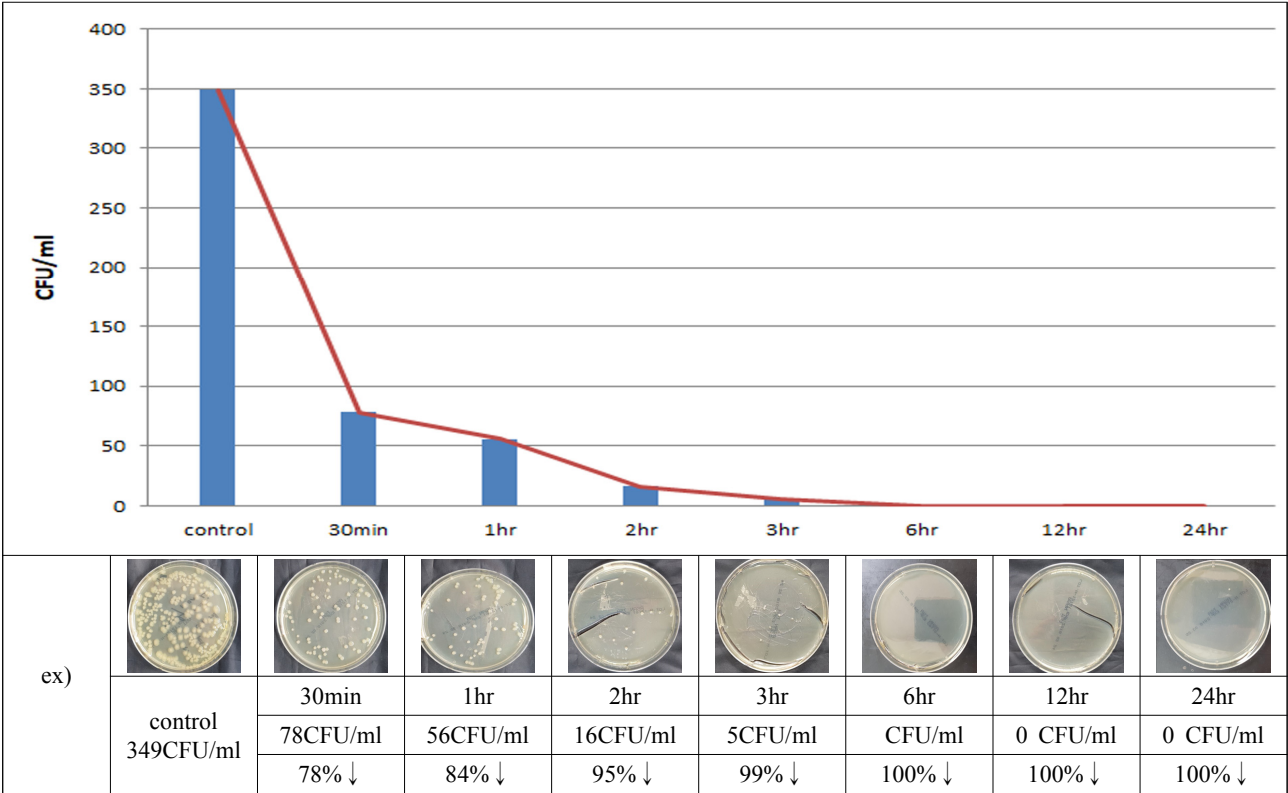 400
350
300
250
200
150
100
50
0
CFU/ml
control 30min 1hr 2hr 3hr 6hr 12hr 24hr
ex)
control
349CFU/ml
30min 1hr 2hr 3hr 6hr 12hr 24hr
78CFU/ml 56CFU/ml 16CFU/ml 5CFU/ml CFU/ml 0 CFU/ml 0 CFU/ml
78%↓ 84%↓ 95%↓ 99%↓ 100%↓ 100%↓ 100%↓